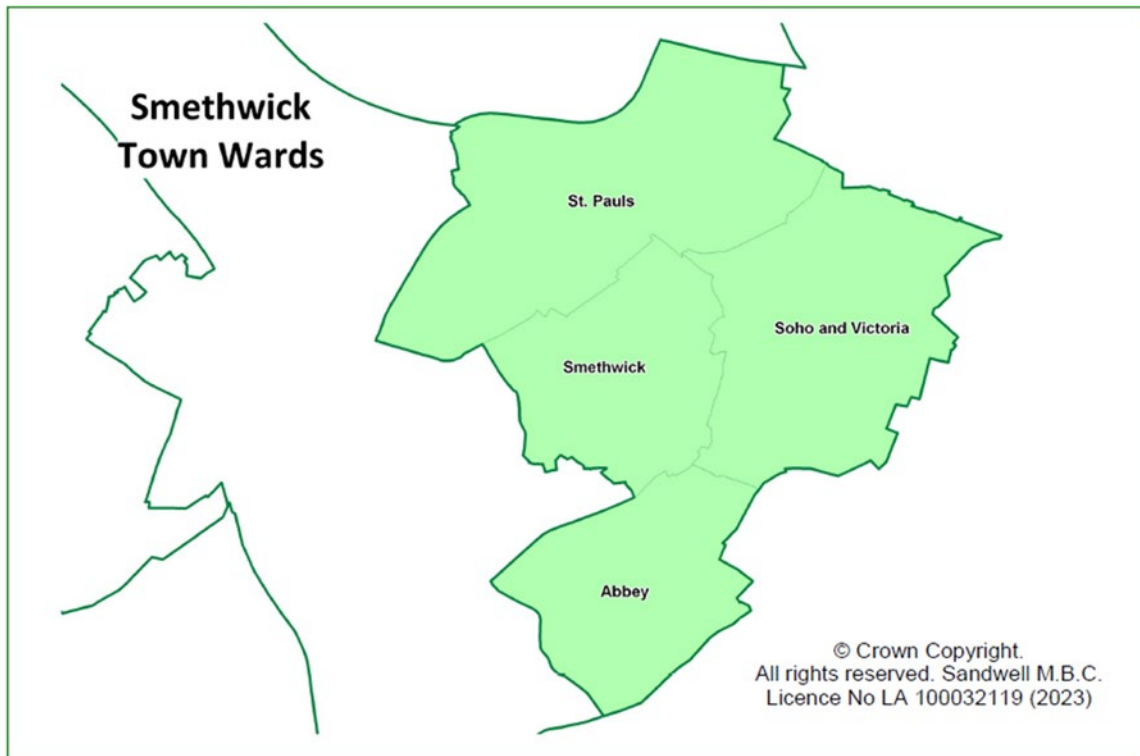 Smethwick
Town Wards
St. Pauls
Soho and Victoria
Smethwick
Abbey
© Crown Copyright.
All rights reserved. Sandwell M.B.C.
Licence No LA 100032119 (2023)